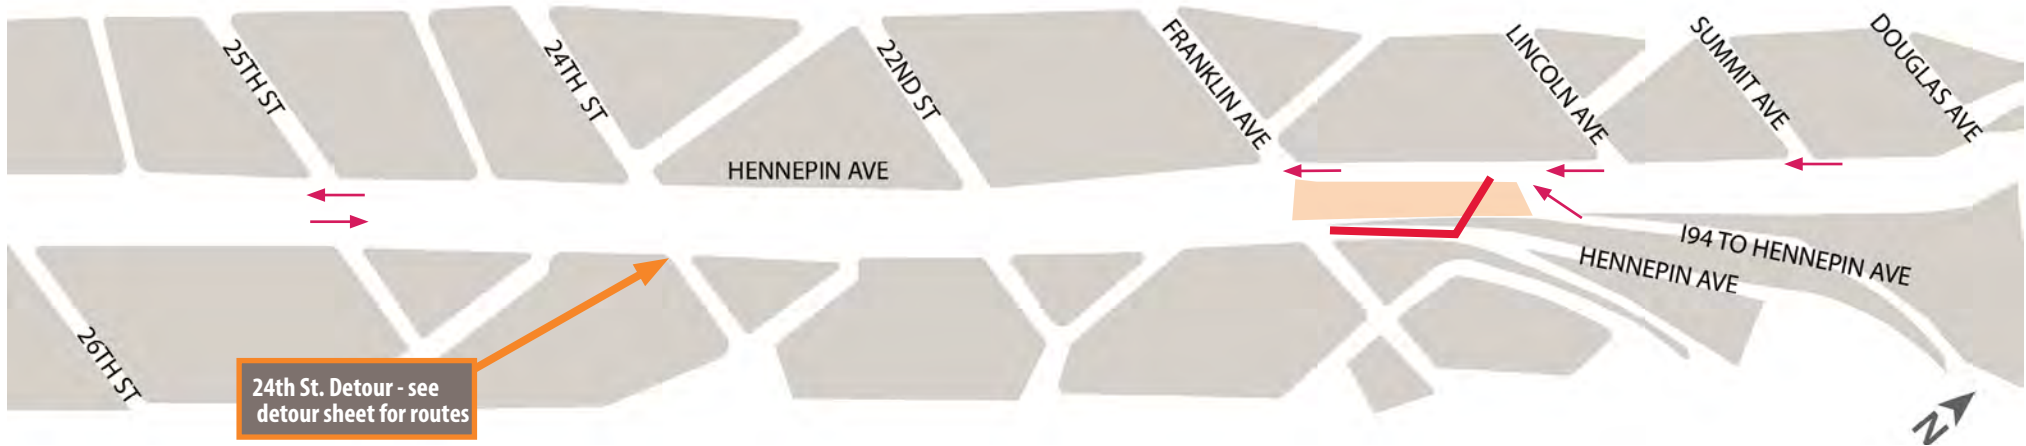 25TH ST
24TH ST
22ND ST
FRANKLIN AVE
LINCOLN AVE
SUMMIT AVE
DOUGLAS AVE
HENNEPIN AVE
I94 TO HENNEPIN AVE
HENNEPIN AVE
26TH ST
24th St. Detour - see
detour sheet for routes
N